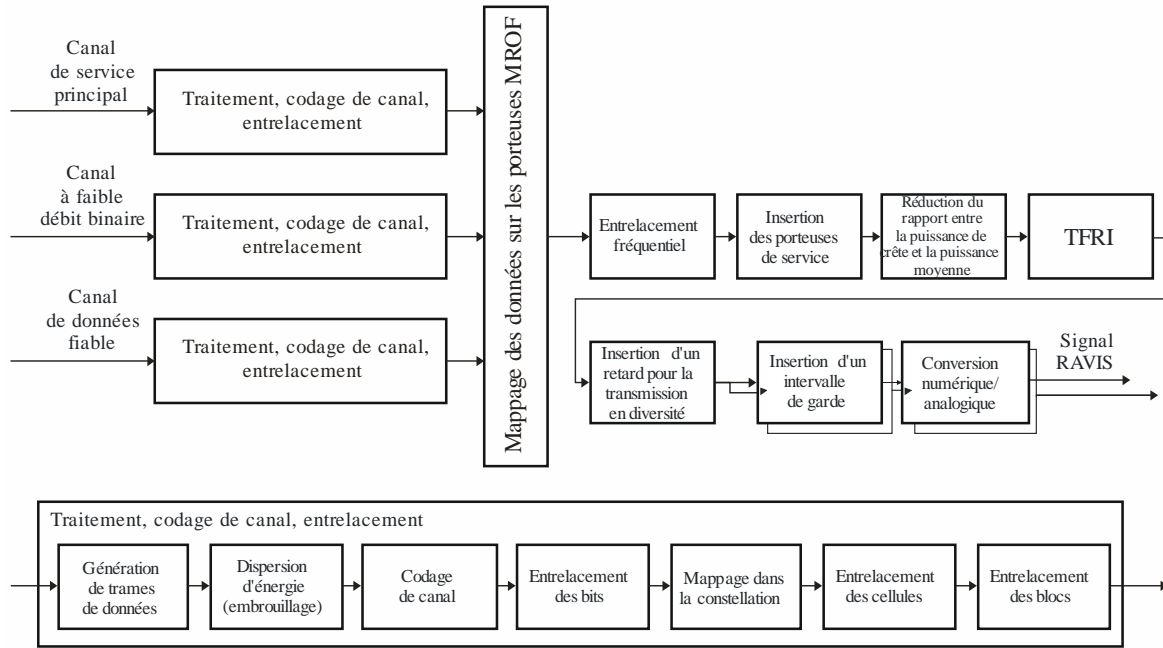 Canal
de service
principal
Traitement, codage de canal,
entrelacement
Canal
à faible
débit binaire
Traitement, codage de canal,
entrelacement
Canal
de données
fiable
Traitement, codage de canal,
entrelacement
Mappage des données sur les porteuses MROF
Entrelacement
fréquentiel
Insertion
des porteuses
de service
Réduction du
rapport entre
la puissance de
crête et la puissance
moyenne
TFRI
Insertion d'un
retard pour la
transmission
en diversité
Insertion d'un
intervalle
de garde
Conversion
numérique/
analogique
Signal
RAVIS
Traitement, codage de canal, entrelacement
Génération
de trames
de données
Dispersion
d'énergie
(embrouillage)
Codage
de canal
Entrelacement
des bits
Mappage dans
la constellation
Entrelacement
des cellules
Entrelacement
des blocs